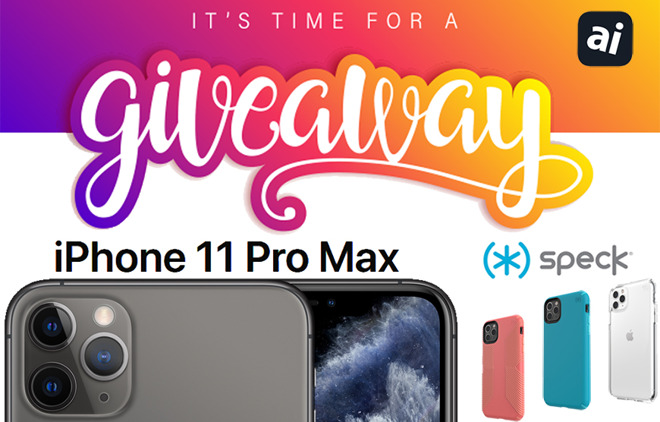 IT'S TIME FOR A
ai
giveaway
iPhone 11 Pro Max
speck®